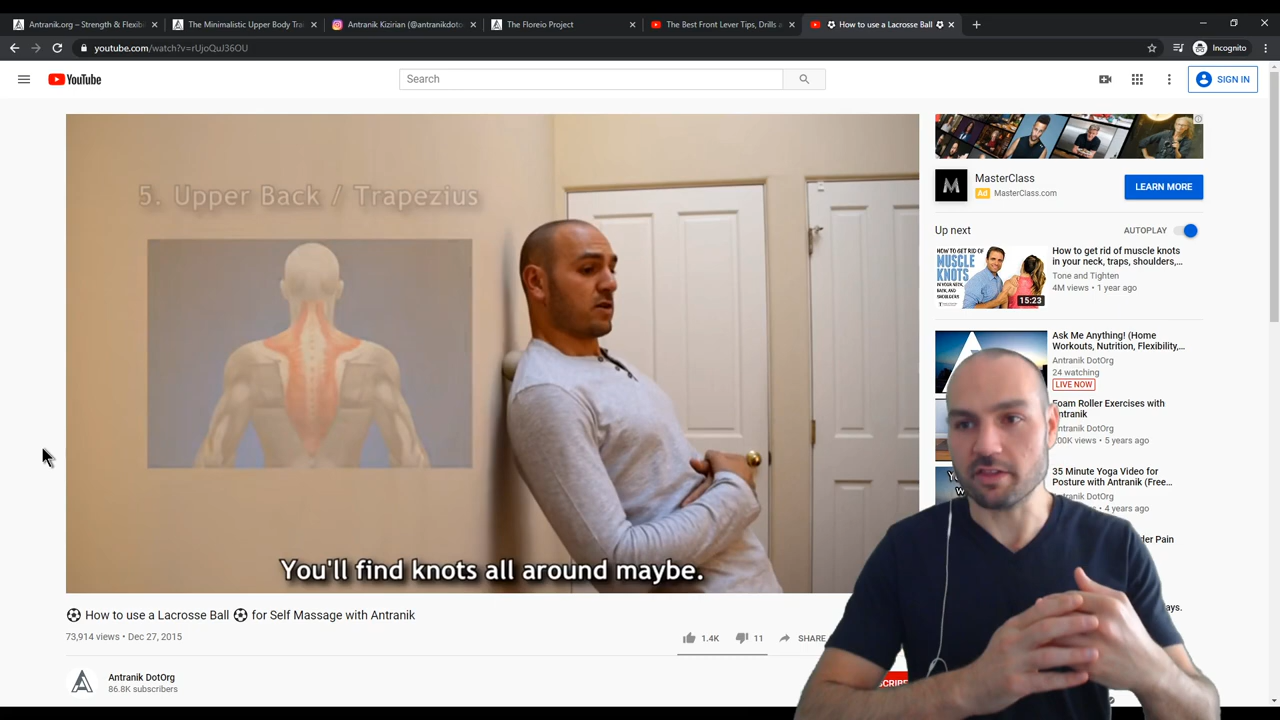 Antranik.org – Strength & Flexibi
The Minimalistic Upper Body Trai
Antranik Kizirian (@antranikdoto
The Floreio Project
The Best Front Lever Tips, Drills a
How to use a Lacrosse Ball
youtube.com/watch?v=rUjoQuJ36OU
Incognito
YouTube
Search
SIGN IN
5. Upper Back / Trapezius
You'll find knots all around maybe.
How to use a Lacrosse Ball for Self Massage with Antranik
73,914 views • Dec 27, 2015
1.4K
11
SHARE
Antranik DotOrg
86.8K subscribers
CRIBE
MasterClass
Ad MasterClass.com
LEARN MORE
Up next
AUTOPLAY
HOW TO GET RID OF
MUSCLE
KNOTS
IN YOUR NECK,
15:23
How to get rid of muscle knots
in your neck, traps, shoulders,…
Tone and Tighten
4M views • 1 year ago
Ask Me Anything! (Home
Workouts, Nutrition, Flexibility,…
Antranik DotOrg
24 watching
LIVE NOW
Foam Roller Exercises with
ntranik
ntranik DotOrg
00K views • 5 years ago
35 Minute Yoga Video for
Posture with Antranik (Free…
ntranik DotOrg
• 4 years ago
der Pain
ays.